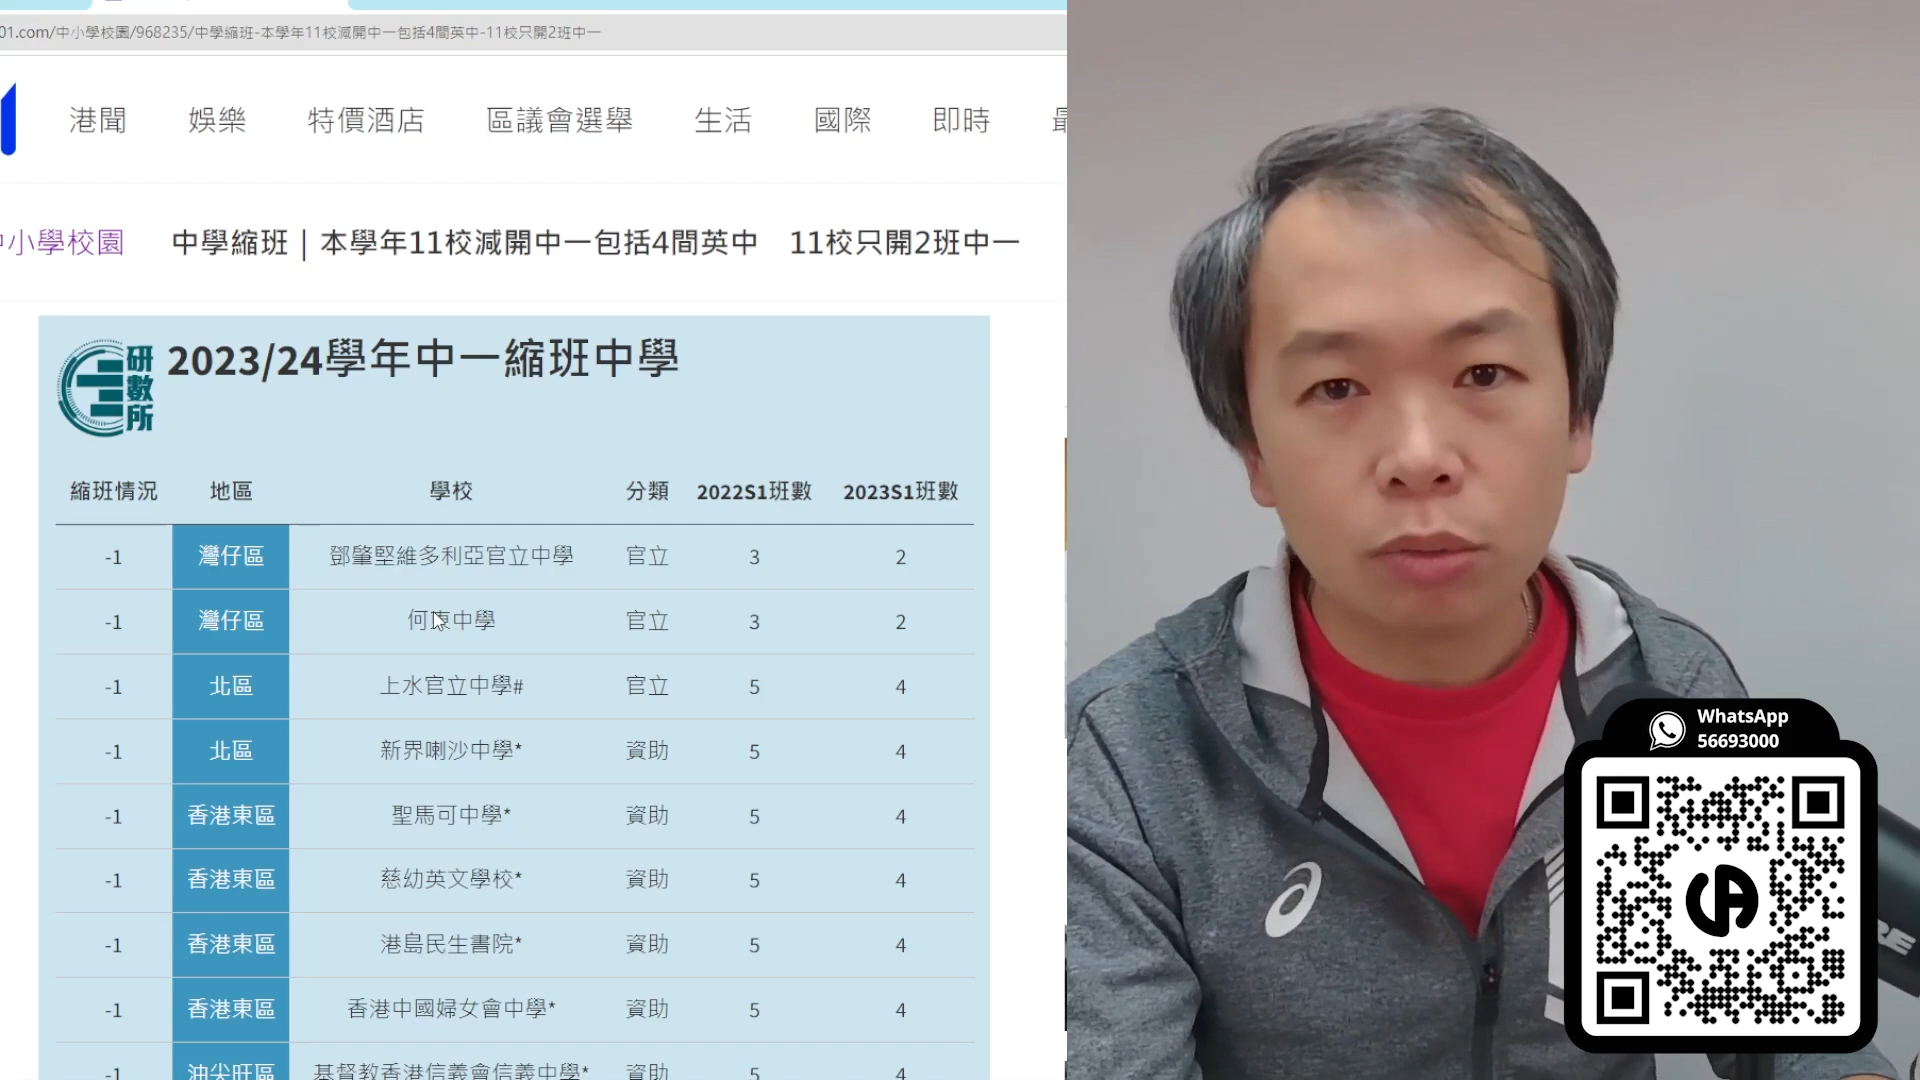 01.com/中小學校園/968235/中學縮班-本學年11校減開中一包括4間英中-11校只開2班中一
港聞 娛樂 特價酒店 區議會選舉 生活 國際 即時
小學校園 中學縮班｜本學年11校減開中一包括4間英中 11校只開2班中一
研數所
2023/24學年中一縮班中學
縮班情況 地區 學校 分類 2022S1班數 2023S1班數
-1 灣仔區 鄧肇堅維多利亞官立中學 官立 3 2
-1 灣仔區 何東中學 官立 3 2
-1 北區 上水官立中學# 官立 5 4
-1 北區 新界喇沙中學* 資助 5 4
-1 香港東區 聖馬可中學* 資助 5 4
-1 香港東區 慈幼英文學校* 資助 5 4
-1 香港東區 港島民生書院* 資助 5 4
-1 香港東區 香港中國婦女會中學* 資助 5 4
-1 油尖旺區 基督教香港信義會信義中學* 資助 5 4
WhatsApp
56693000